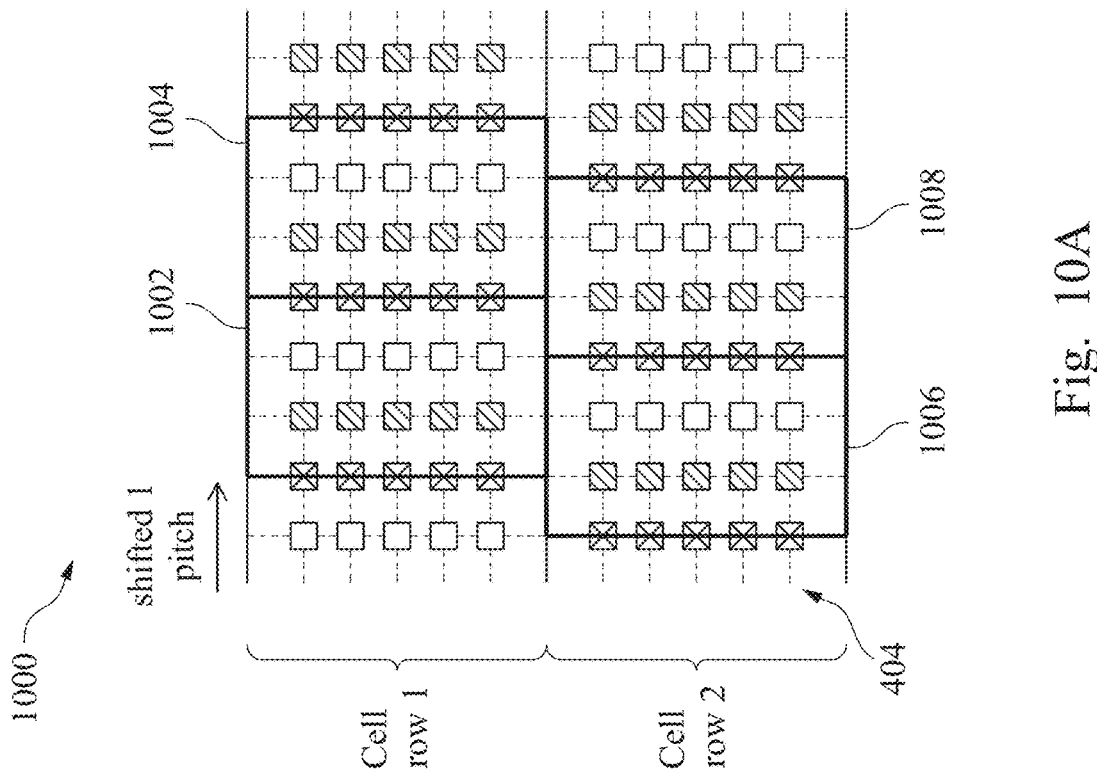 1000
shifted 1
pitch
1002
1004
Cell
row 1
Cell
row 2
404
1006
1008
Fig. 10A